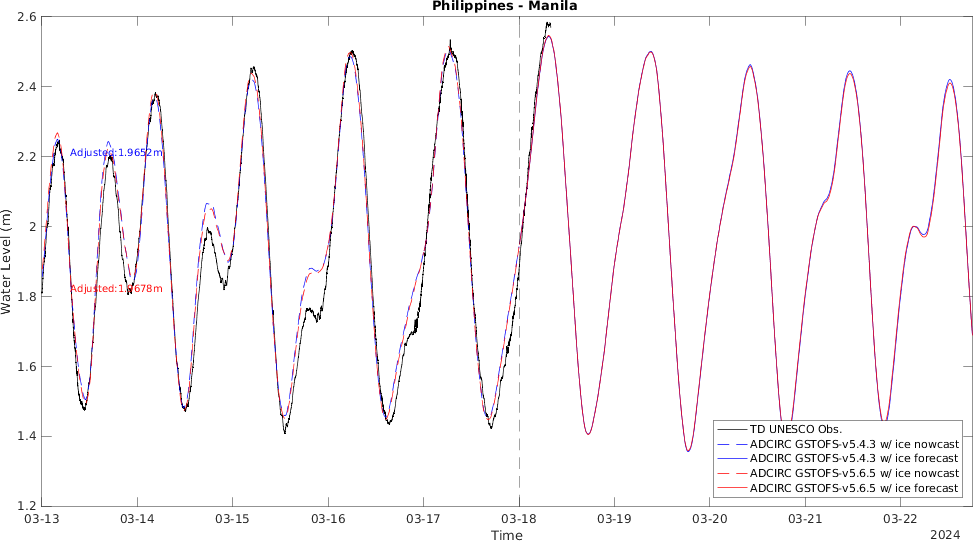 Philippines - Manila
2.6
2.4
2.2
2
1.8
1.6
1.4
1.2
Water Level (m)
Adjusted:1.9652m
Adjusted:1.9678m
TD UNESCO Obs.
ADCIRC GSTOFS-v5.4.3 w/ ice nowcast
ADCIRC GSTOFS-v5.4.3 w/ ice forecast
ADCIRC GSTOFS-v5.6.5 w/ ice nowcast
ADCIRC GSTOFS-v5.6.5 w/ ice forecast
03-13 03-14 03-15 03-16 03-17 03-18 03-19 03-20 03-21 03-22
Time
2024